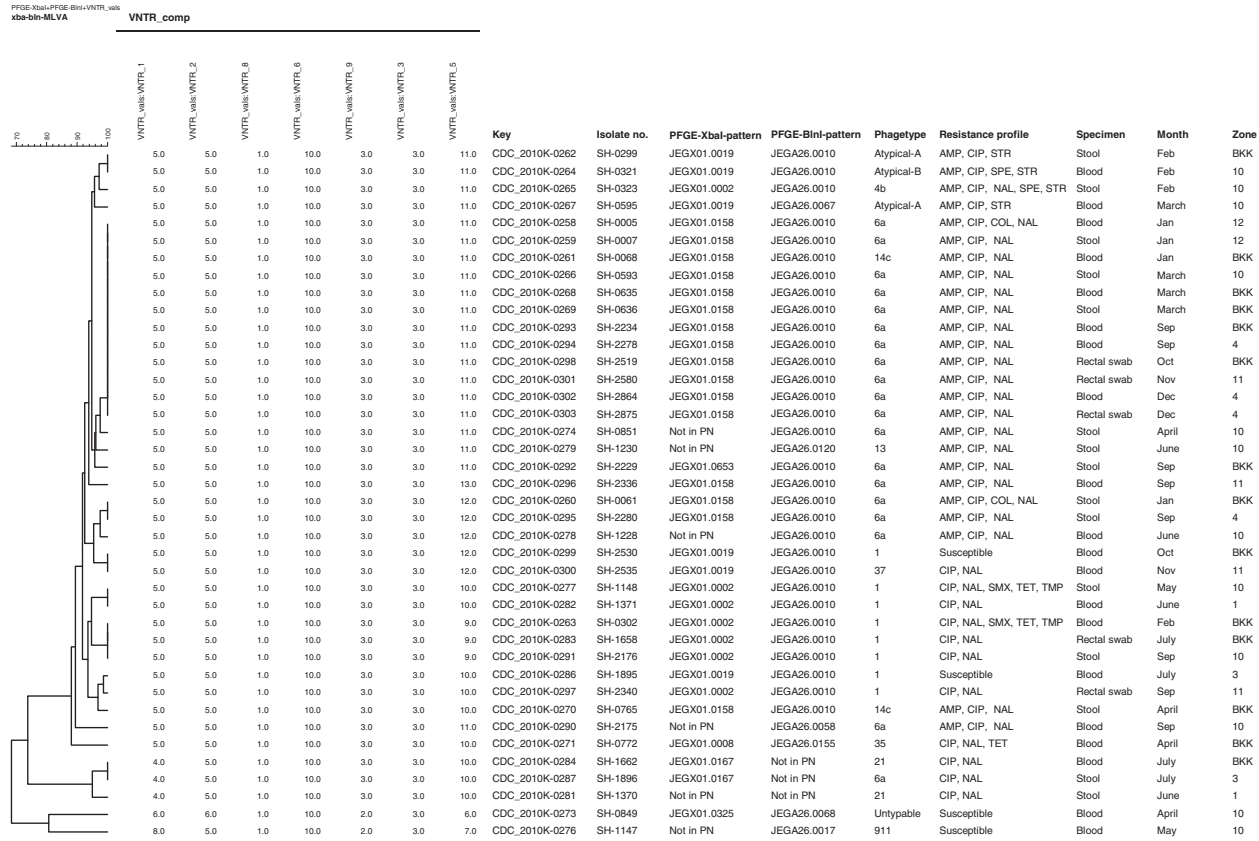 PFGE-XbaI+PFGE-BlnI+VNTR_vals
xba-bln-MLVA VNTR_comp
70 80 90 100 VNTR_vals:VNTR_1 VNTR_vals:VNTR_2 VNTR_vals:VNTR_8 VNTR_vals:VNTR_6 VNTR_vals:VNTR_9 VNTR_vals:VNTR_3 VNTR_vals:VNTR_5 Key Isolate no. PFGE-XbaI-pattern PFGE-BlnI-pattern Phagetype Resistance profile Specimen Month Zone
5.0 5.0 1.0 10.0 3.0 3.0 11.0 CDC_2010K-0262 SH-0299 JEGX01.0019 JEGA26.0010 Atypical-A AMP, CIP, STR Stool Feb BKK
5.0 5.0 1.0 10.0 3.0 3.0 11.0 CDC_2010K-0264 SH-0321 JEGX01.0019 JEGA26.0010 Atypical-B AMP, CIP, SPE, STR Blood Feb 10
5.0 5.0 1.0 10.0 3.0 3.0 11.0 CDC_2010K-0265 SH-0323 JEGX01.0002 JEGA26.0010 4b AMP, CIP, NAL, SPE, STR Stool Feb 10
5.0 5.0 1.0 10.0 3.0 3.0 11.0 CDC_2010K-0267 SH-0595 JEGX01.0019 JEGA26.0067 Atypical-A AMP, CIP, STR Blood March 10
5.0 5.0 1.0 10.0 3.0 3.0 11.0 CDC_2010K-0258 SH-0005 JEGX01.0158 JEGA26.0010 6a AMP, CIP, COL, NAL Blood Jan 12
5.0 5.0 1.0 10.0 3.0 3.0 11.0 CDC_2010K-0259 SH-0007 JEGX01.0158 JEGA26.0010 6a AMP, CIP, NAL Stool Jan 12
5.0 5.0 1.0 10.0 3.0 3.0 11.0 CDC_2010K-0261 SH-0068 JEGX01.0158 JEGA26.0010 14c AMP, CIP, NAL Blood Jan BKK
5.0 5.0 1.0 10.0 3.0 3.0 11.0 CDC_2010K-0266 SH-0593 JEGX01.0158 JEGA26.0010 6a AMP, CIP, NAL Stool March 10
5.0 5.0 1.0 10.0 3.0 3.0 11.0 CDC_2010K-0268 SH-0635 JEGX01.0158 JEGA26.0010 6a AMP, CIP, NAL Blood March BKK
5.0 5.0 1.0 10.0 3.0 3.0 11.0 CDC_2010K-0269 SH-0636 JEGX01.0158 JEGA26.0010 6a AMP, CIP, NAL Stool March BKK
5.0 5.0 1.0 10.0 3.0 3.0 11.0 CDC_2010K-0293 SH-2234 JEGX01.0158 JEGA26.0010 6a AMP, CIP, NAL Blood Sep BKK
5.0 5.0 1.0 10.0 3.0 3.0 11.0 CDC_2010K-0294 SH-2278 JEGX01.0158 JEGA26.0010 6a AMP, CIP, NAL Blood Sep 4
5.0 5.0 1.0 10.0 3.0 3.0 11.0 CDC_2010K-0298 SH-2519 JEGX01.0158 JEGA26.0010 6a AMP, CIP, NAL Rectal swab Oct BKK
5.0 5.0 1.0 10.0 3.0 3.0 11.0 CDC_2010K-0301 SH-2580 JEGX01.0158 JEGA26.0010 6a AMP, CIP, NAL Rectal swab Nov 11
5.0 5.0 1.0 10.0 3.0 3.0 11.0 CDC_2010K-0302 SH-2864 JEGX01.0158 JEGA26.0010 6a AMP, CIP, NAL Blood Dec 4
5.0 5.0 1.0 10.0 3.0 3.0 11.0 CDC_2010K-0303 SH-2875 JEGX01.0158 JEGA26.0010 6a AMP, CIP, NAL Rectal swab Dec 4
5.0 5.0 1.0 10.0 3.0 3.0 11.0 CDC_2010K-0274 SH-0851 Not in PN JEGA26.0010 6a AMP, CIP, NAL Stool April 10
5.0 5.0 1.0 10.0 3.0 3.0 11.0 CDC_2010K-0279 SH-1230 Not in PN JEGA26.0120 13 AMP, CIP, NAL Stool June 10
5.0 5.0 1.0 10.0 3.0 3.0 11.0 CDC_2010K-0292 SH-2229 JEGX01.0653 JEGA26.0010 6a AMP, CIP, NAL Stool Sep BKK
5.0 5.0 1.0 10.0 3.0 3.0 13.0 CDC_2010K-0296 SH-2336 JEGX01.0158 JEGA26.0010 6a AMP, CIP, NAL Blood Sep 11
5.0 5.0 1.0 10.0 3.0 3.0 12.0 CDC_2010K-0260 SH-0061 JEGX01.0158 JEGA26.0010 6a AMP, CIP, COL, NAL Stool Jan BKK
5.0 5.0 1.0 10.0 3.0 3.0 12.0 CDC_2010K-0295 SH-2280 JEGX01.0158 JEGA26.0010 6a AMP, CIP, NAL Stool Sep 4
5.0 5.0 1.0 10.0 3.0 3.0 12.0 CDC_2010K-0278 SH-1228 Not in PN JEGA26.0010 6a AMP, CIP, NAL Blood June 10
5.0 5.0 1.0 10.0 3.0 3.0 12.0 CDC_2010K-0299 SH-2530 JEGX01.0019 JEGA26.0010 1 Susceptible Blood Oct BKK
5.0 5.0 1.0 10.0 3.0 3.0 12.0 CDC_2010K-0300 SH-2535 JEGX01.0019 JEGA26.0010 37 CIP, NAL Blood Nov 11
5.0 5.0 1.0 10.0 3.0 3.0 10.0 CDC_2010K-0277 SH-1148 JEGX01.0002 JEGA26.0010 1 CIP, NAL, SMX, TET, TMP Stool May 10
5.0 5.0 1.0 10.0 3.0 3.0 10.0 CDC_2010K-0282 SH-1371 JEGX01.0002 JEGA26.0010 1 CIP, NAL Blood June 1
5.0 5.0 1.0 10.0 3.0 3.0 9.0 CDC_2010K-0263 SH-0302 JEGX01.0002 JEGA26.0010 1 CIP, NAL, SMX, TET, TMP Blood Feb BKK
5.0 5.0 1.0 10.0 3.0 3.0 9.0 CDC_2010K-0283 SH-1658 JEGX01.0002 JEGA26.0010 1 CIP, NAL Rectal swab July BKK
5.0 5.0 1.0 10.0 3.0 3.0 9.0 CDC_2010K-0291 SH-2176 JEGX01.0002 JEGA26.0010 1 CIP, NAL Stool Sep 10
5.0 5.0 1.0 10.0 3.0 3.0 10.0 CDC_2010K-0286 SH-1895 JEGX01.0019 JEGA26.0010 1 Susceptible Blood July 3
5.0 5.0 1.0 10.0 3.0 3.0 10.0 CDC_2010K-0297 SH-2340 JEGX01.0002 JEGA26.0010 1 CIP, NAL Rectal swab Sep 11
5.0 5.0 1.0 10.0 3.0 3.0 10.0 CDC_2010K-0270 SH-0765 JEGX01.0158 JEGA26.0010 14c AMP, CIP, NAL Stool April BKK
5.0 5.0 1.0 10.0 3.0 3.0 11.0 CDC_2010K-0290 SH-2175 Not in PN JEGA26.0058 6a AMP, CIP, NAL Blood Sep 10
5.0 5.0 1.0 10.0 3.0 3.0 10.0 CDC_2010K-0271 SH-0772 JEGX01.0008 JEGA26.0155 35 CIP, NAL, TET Blood April BKK
4.0 5.0 1.0 10.0 3.0 3.0 10.0 CDC_2010K-0284 SH-1662 JEGX01.0167 Not in PN 21 CIP, NAL Blood July BKK
4.0 5.0 1.0 10.0 3.0 3.0 10.0 CDC_2010K-0287 SH-1896 JEGX01.0167 Not in PN 6a CIP, NAL Stool July 3
4.0 5.0 1.0 10.0 3.0 3.0 10.0 CDC_2010K-0281 SH-1370 Not in PN Not in PN 21 CIP, NAL Stool June 1
6.0 6.0 1.0 10.0 2.0 3.0 6.0 CDC_2010K-0273 SH-0849 JEGX01.0325 JEGA26.0068 Untypable Susceptible Blood April 10
8.0 5.0 1.0 10.0 2.0 3.0 7.0 CDC_2010K-0276 SH-1147 Not in PN JEGA26.0017 911 Susceptible Blood May 10